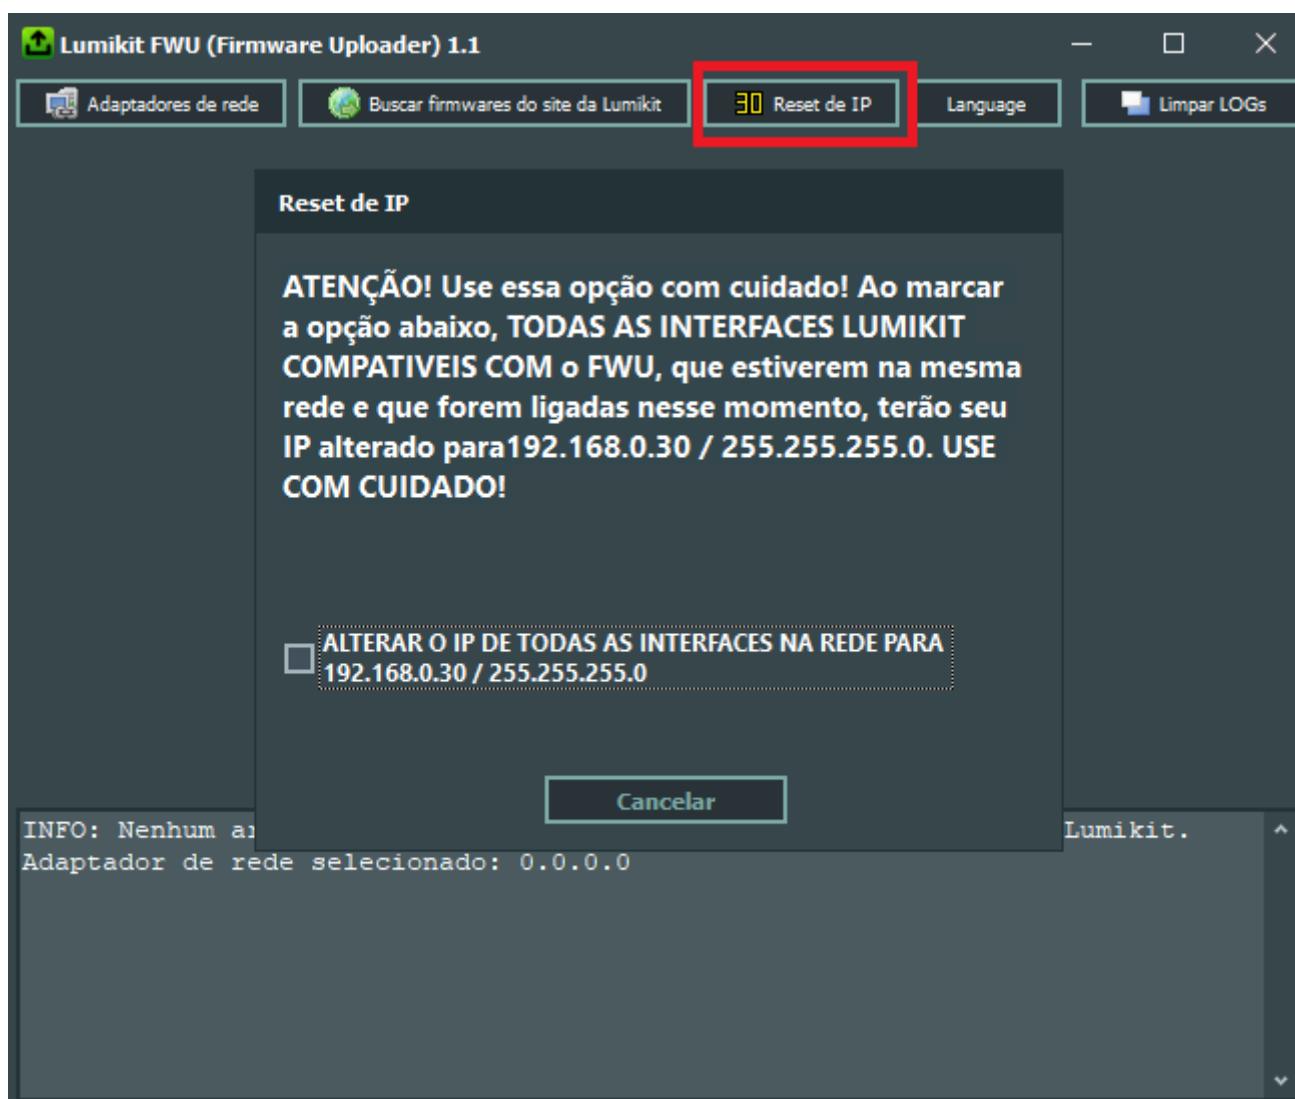 Lumikit FWU (Firmware Uploader) 1.1
Adaptadores de rede
Buscar firmwares do site da Lumikit
30 Reset de IP
Language
Limpar LOGs
Reset de IP
ATENÇÃO! Use essa opção com cuidado! Ao marcar
a opção abaixo, TODAS AS INTERFACES LUMIKIT
COMPATIVEIS COM o FWU, que estiverem na mesma
rede e que forem ligadas nesse momento, terão seu
IP alterado para192.168.0.30 / 255.255.255.0. USE
COM CUIDADO!
ALTERAR O IP DE TODAS AS INTERFACES NA REDE PARA
192.168.0.30 / 255.255.255.0
Cancelar
INFO: Nenhum Lumikit.
Adaptador de rede selecionado: 0.0.0.0